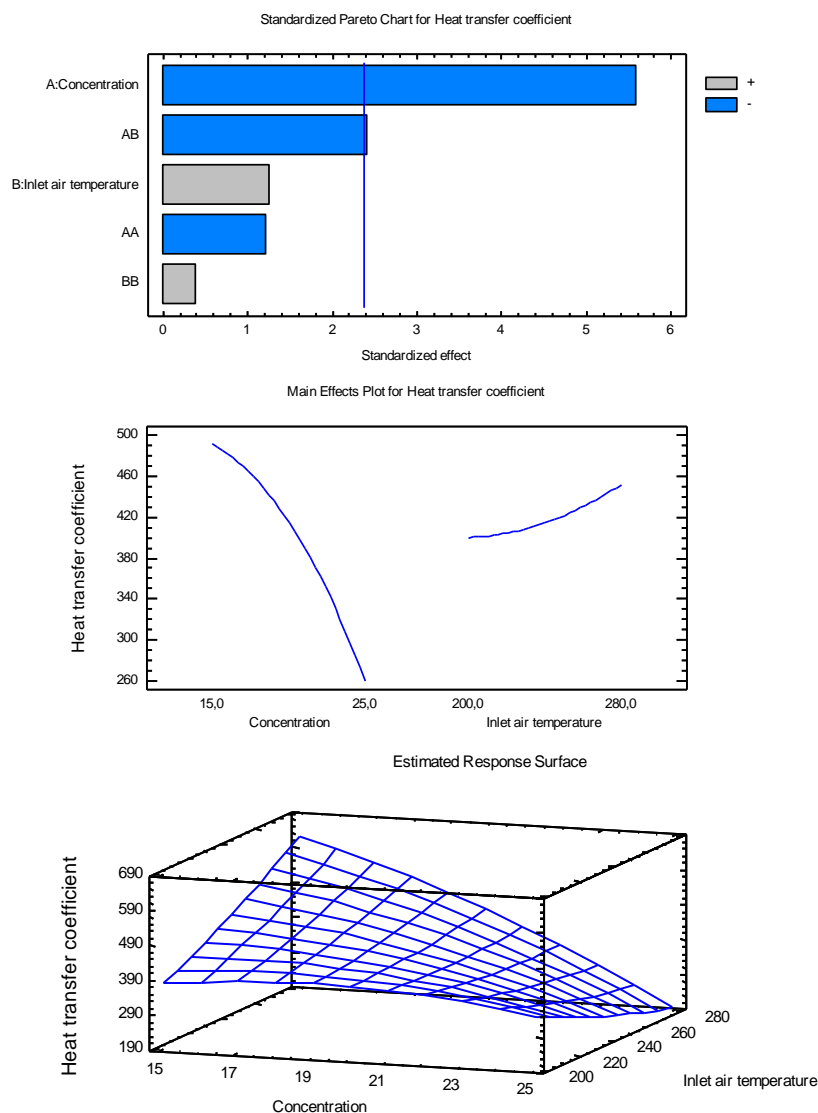 Standardized Pareto Chart for Heat transfer coefficient
A:Concentration
AB
B:Inlet air temperature
AA
BB
+
-
0 1 2 3 4 5 6
Standardized effect
Main Effects Plot for Heat transfer coefficient
Heat transfer coefficient
500
460
420
380
340
300
260
15,0 25,0 200,0 280,0
Concentration Inlet air temperature
Estimated Response Surface
Heat transfer coefficient
690
590
490
390
290
190
15 17 19 21 23 25
Concentration
200 220 240 260 280
Inlet air temperature